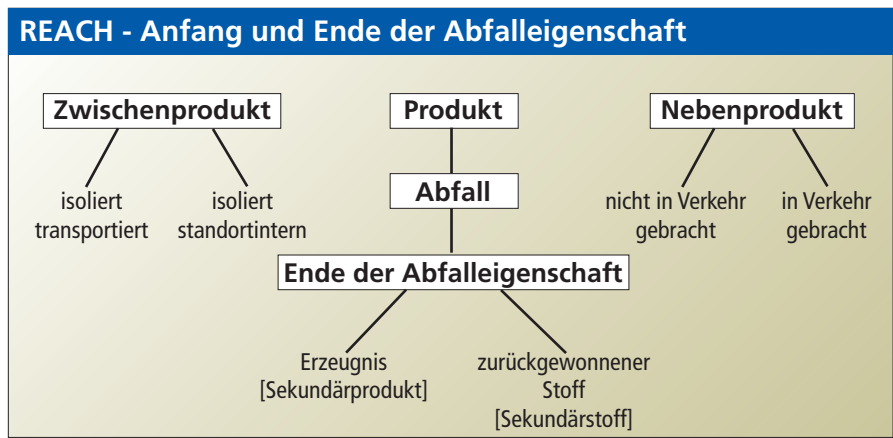 REACH - Anfang und Ende der Abfalleigenschaft
Zwischenprodukt
isoliert
transportiert
isoliert
standortintern
Produkt
Abfall
Ende der Abfalleigenschaft
Erzeugnis
[Sekundärprodukt]
zurückgewonnener
Stoff
[Sekundärstoff]
Nebenprodukt
nicht in Verkehr
gebracht
in Verkehr
gebracht